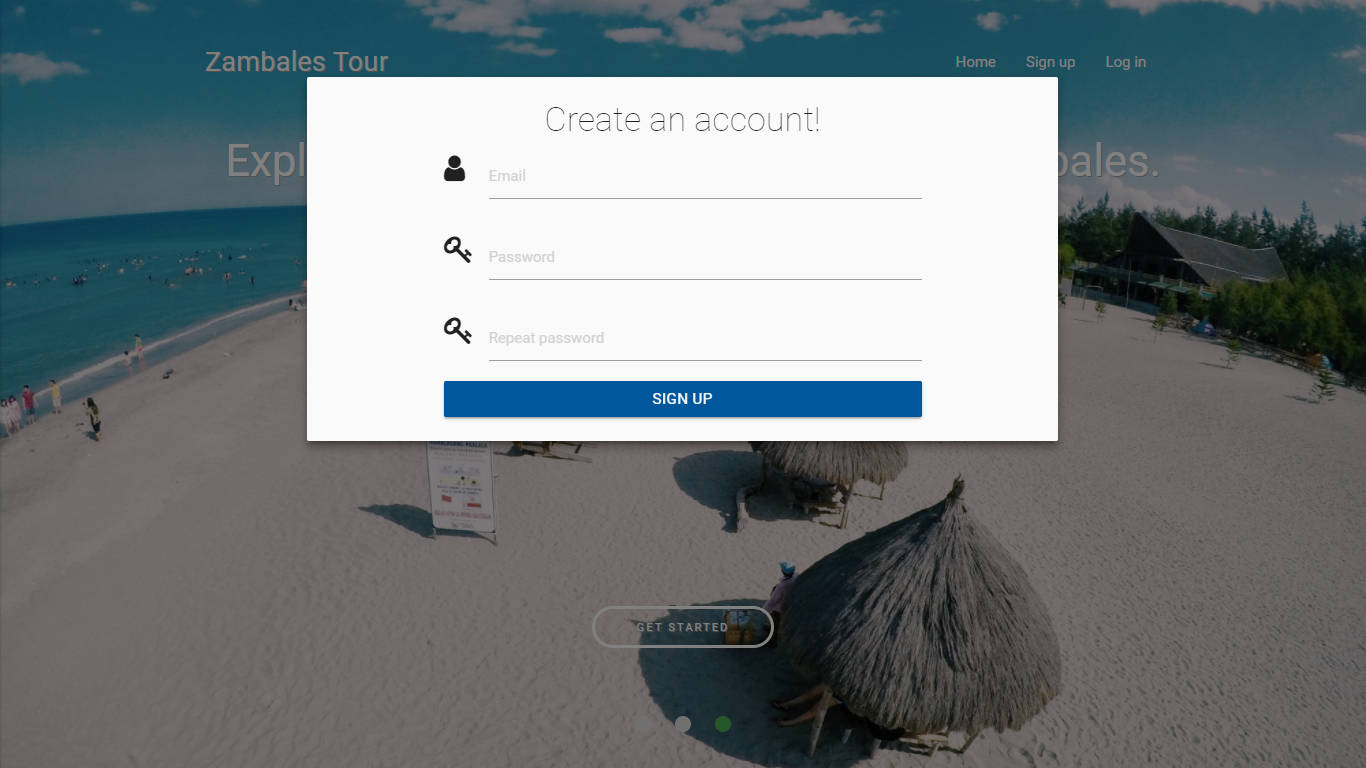 Zambales Tour
Home Sign up Log in
Create an account!
Email
Password
Repeat password
SIGN UP
GET STARTED